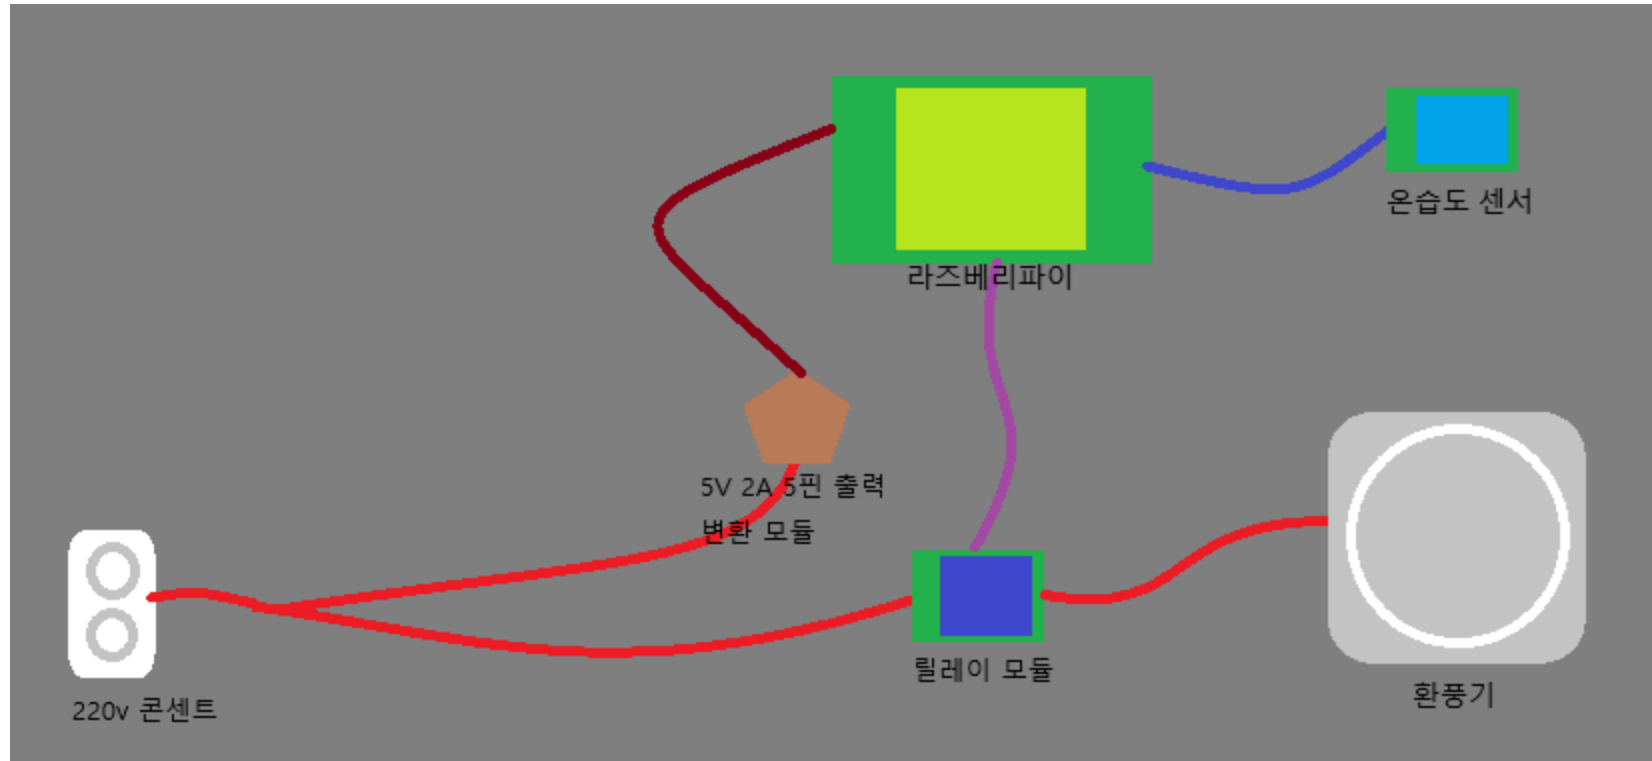 온습도 센서
라즈베리파이
5V 2A 5핀 출력
변환 모듈
릴레이 모듈
환풍기
220v 콘센트